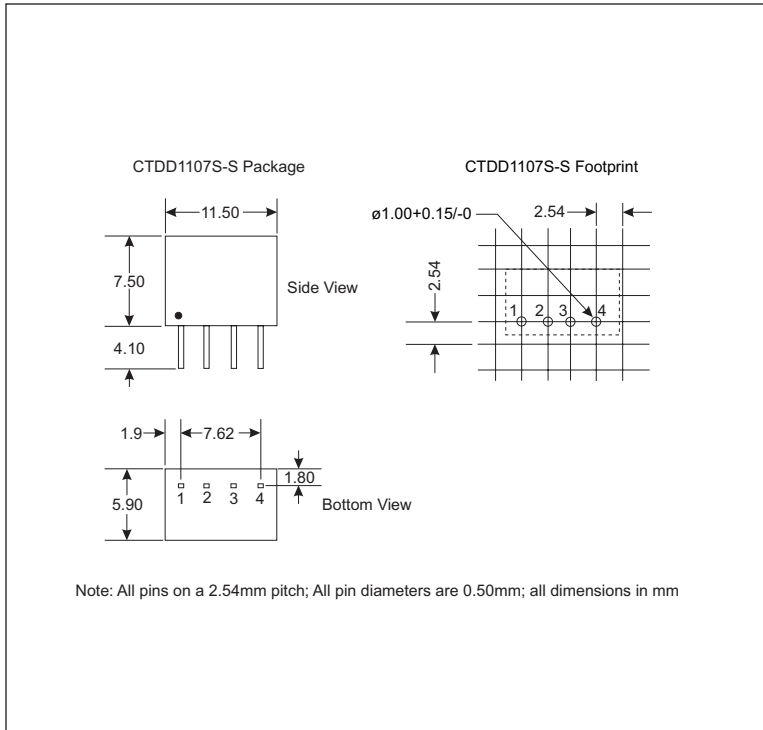 CTDD1107S-S Package
11.50
7.50
Side View
4.10
1.9
7.62
1.80
5.90
1 2 3 4
Bottom View
CTDD1107S-S Footprint
ø1.00+0.15/-0
2.54
2.54
1 2 3 4
Note: All pins on a 2.54mm pitch; All pin diameters are 0.50mm; all dimensions in mm